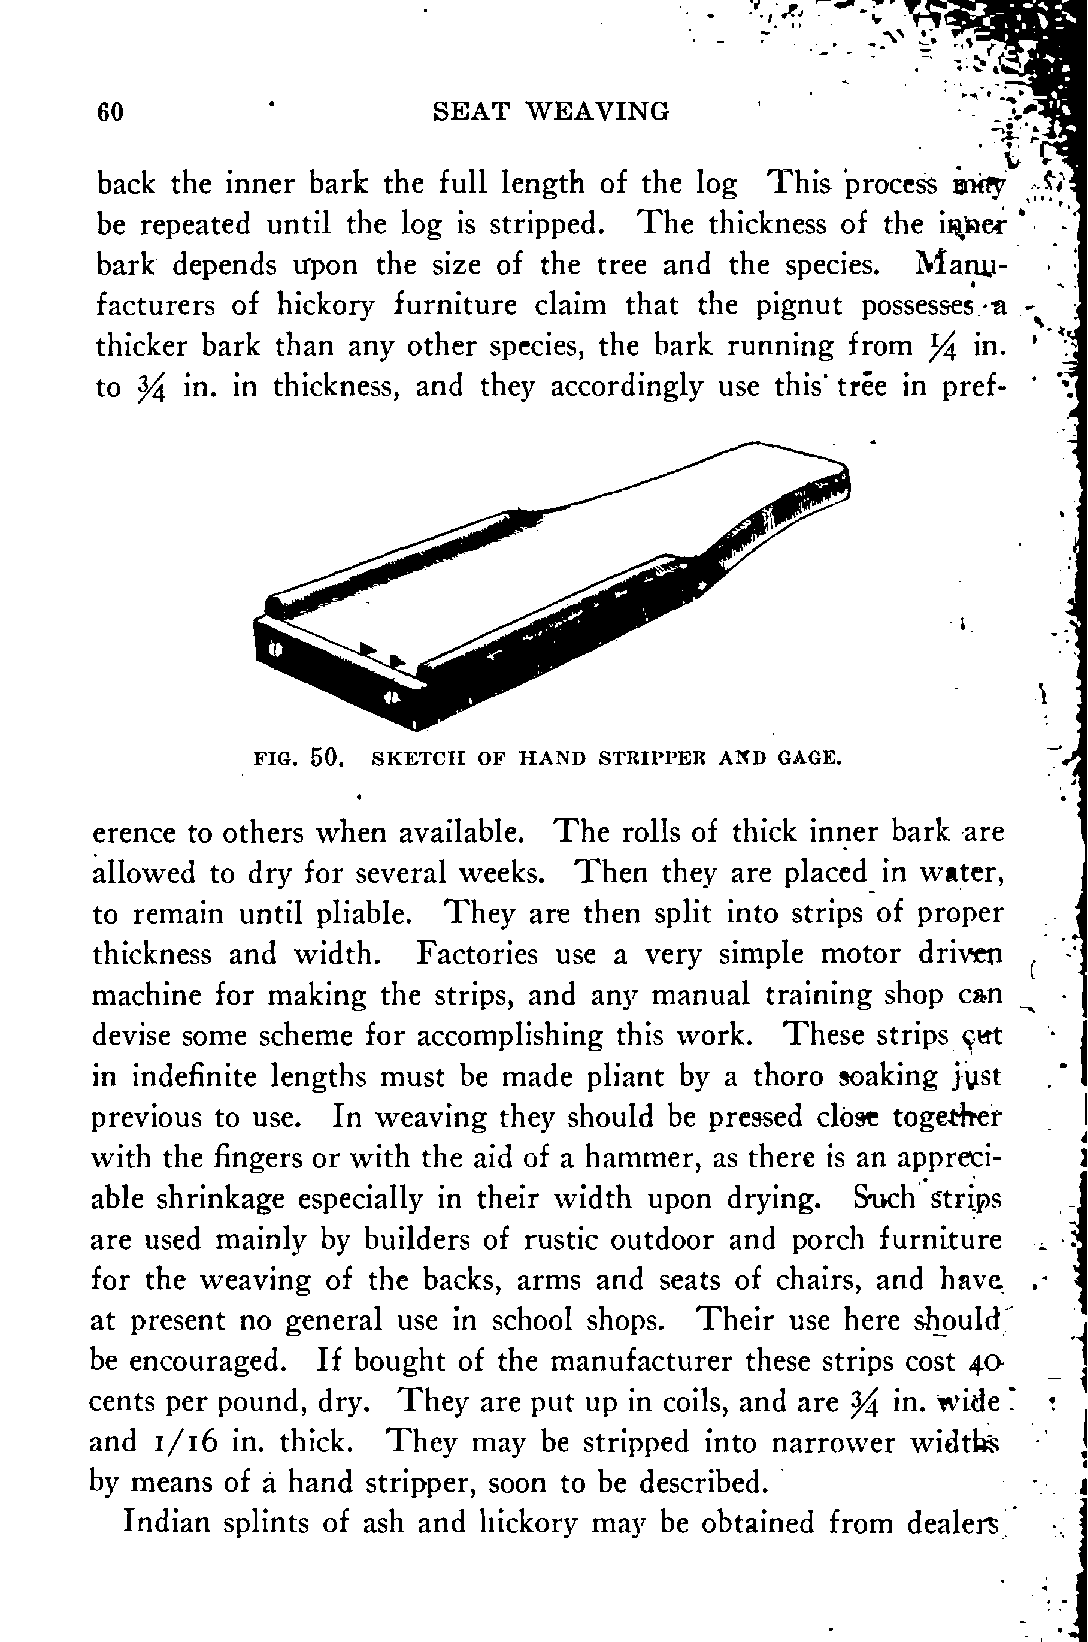 60 SEAT WEAVING
back the inner bark the full length of the log This process may
be repeated until the log is stripped. The thickness of the inner
bark depends upon the size of the tree and the species. Manu-
facturers of hickory furniture claim that the pignut possesses a
thicker bark than any other species, the bark running from ¼ in.
to ¾ in. in thickness, and they accordingly use this tree in pref-
FIG. 50. SKETCH OF HAND STRIPPER AND GAGE.
erence to others when available. The rolls of thick inner bark are
allowed to dry for several weeks. Then they are placed in water,
to remain until pliable. They are then split into strips of proper
thickness and width. Factories use a very simple motor driven
machine for making the strips, and any manual training shop can
devise some scheme for accomplishing this work. These strips cut
in indefinite lengths must be made pliant by a thoro soaking just
previous to use. In weaving they should be pressed close together
with the fingers or with the aid of a hammer, as there is an appreci-
able shrinkage especially in their width upon drying. Such strips
are used mainly by builders of rustic outdoor and porch furniture
for the weaving of the backs, arms and seats of chairs, and have
at present no general use in school shops. Their use here should
be encouraged. If bought of the manufacturer these strips cost 40
cents per pound, dry. They are put up in coils, and are ¾ in. wide
and 1/16 in. thick. They may be stripped into narrower widths
by means of a hand stripper, soon to be described.
Indian splints of ash and hickory may be obtained from dealers